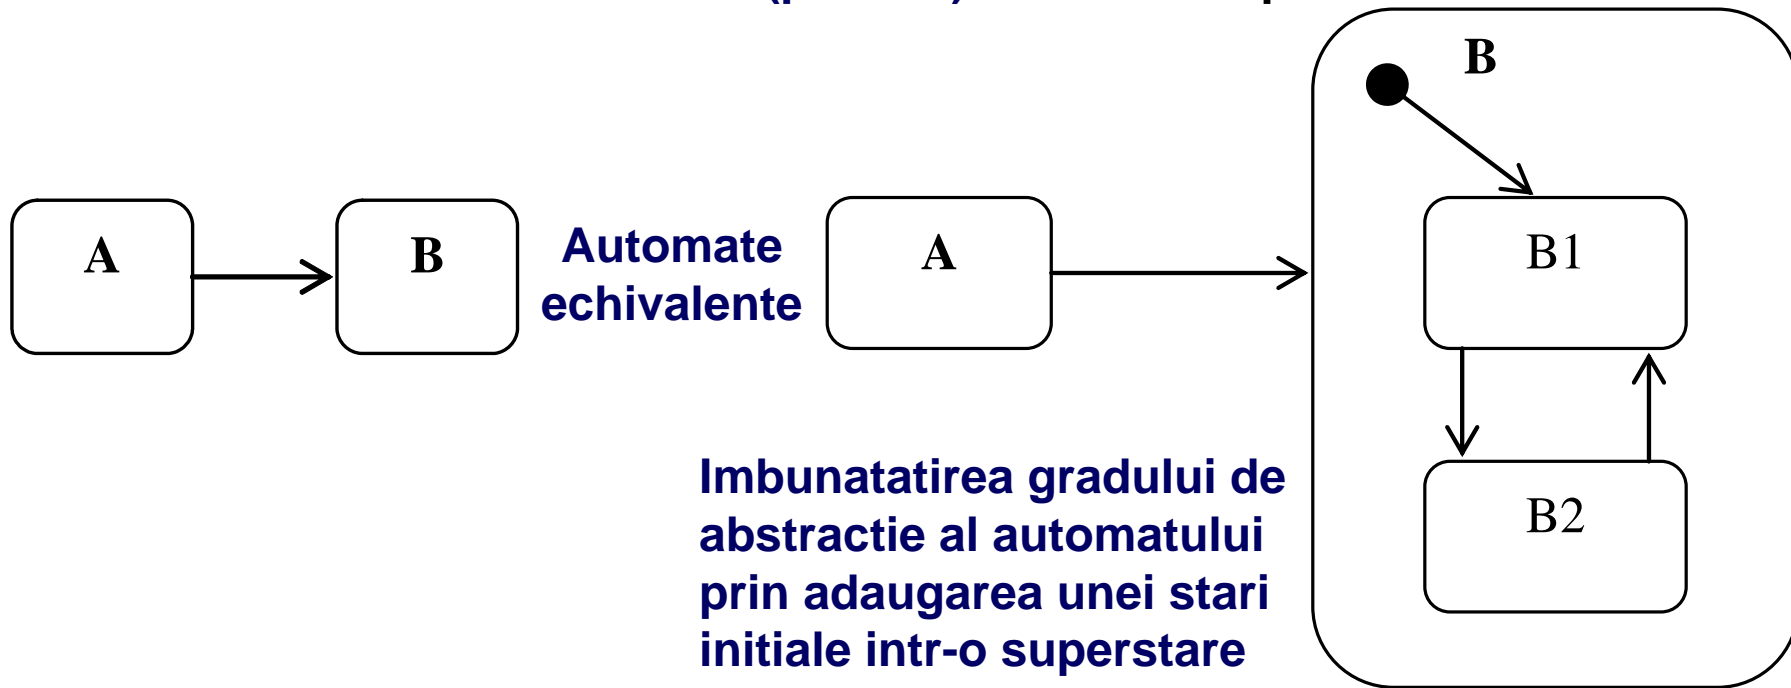 B
A
B
Automate
echivalente
A
B1
B2
Imbunatatirea gradului de
abstractie al automatului
prin adaugarea unei stari
initiale intr-o superstare